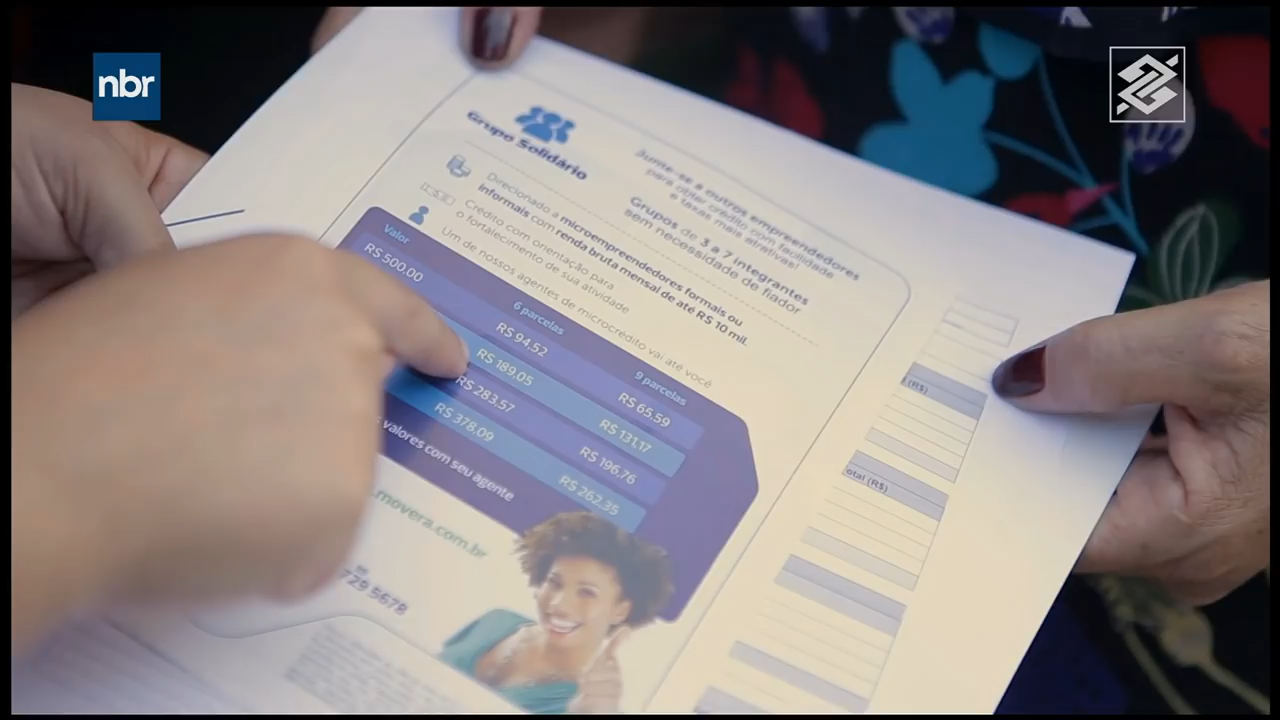 nbr
Grupo Solidário
Junte-se a outros empreendedores
para obter crédito com facilidade
e taxas mais atrativas!
Grupos de 3 a 7 integrantes
sem necessidade de fiador
Direcionado a microempreendedores formais ou
informais com renda bruta mensal de até R$ 10 mil.
Crédito com orientação para
o fortalecimento de sua atividade
Um de nossos agentes de microcrédito vai até você
Valor 6 parcelas 9 parcelas
R$ 500,00 R$ 94,52 R$ 65,59
R$ 189,05 R$ 131,17
R$ 283,57 R$ 196,76
R$ 378,09 R$ 262,35
valores com seu agente
.movera.com.br
729 5678
(R$)
otal (R$)